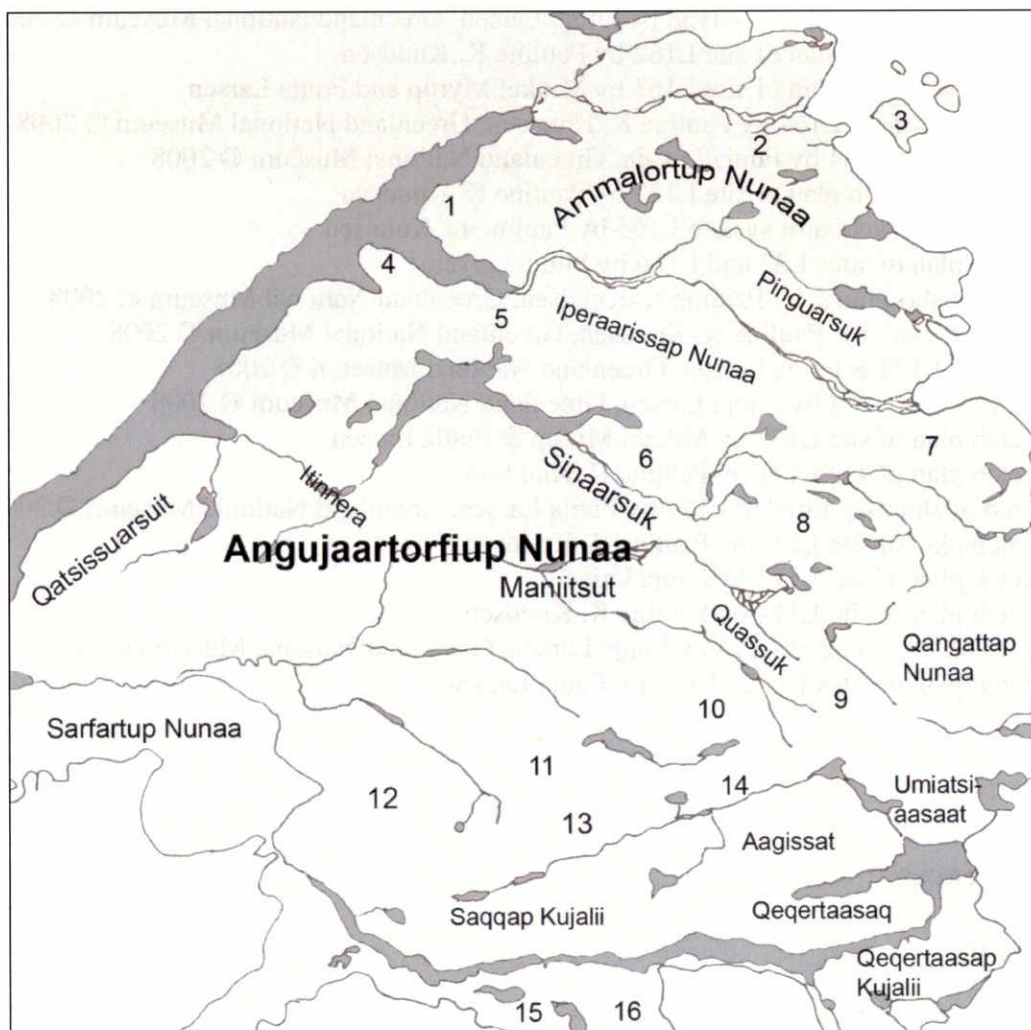 1
2
3
Ammalortup Nunaa
4
5
Iperaarissap Nunaa
Pinguarsuk
6
7
Sinaarsuk
8
Itinnera
Qatsissuarsuit
Angujaartorfiup Nunaa
Maniitsut
Quassuk
Qangattap
Nunaa
9
10
Sarfartup Nunaa
11
12
13
14
Umiatsi-
aasaat
Aagissat
Saqqap Kujalii
Qeqertaasaq
Qeqertaasap
Kujalii
15
16